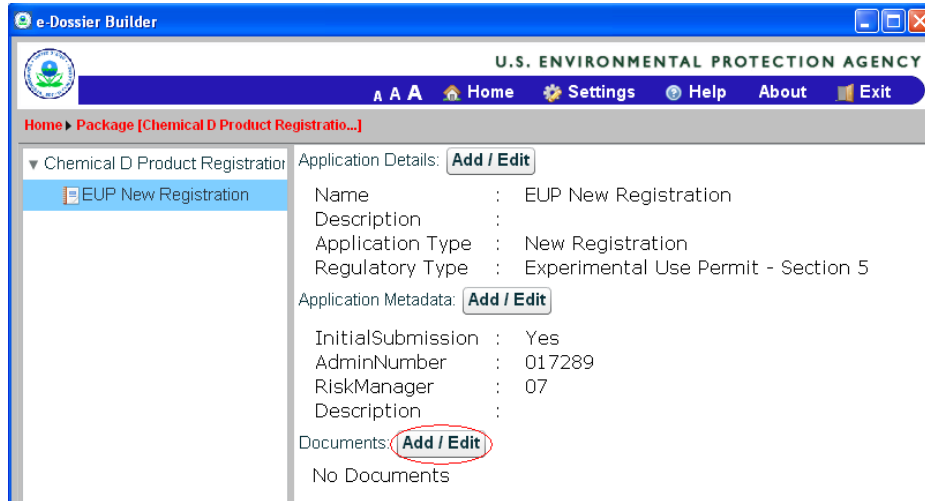 e-Dossier Builder
U.S. ENVIRONMENTAL PROTECTION AGENCY
A A A Home Settings Help About Exit
Home Package [Chemical D Product Registratio...]
Chemical D Product Registration
EUP New Registration
Application Details: Add / Edit
Name : EUP New Registration
Description :
Application Type : New Registration
Regulatory Type : Experimental Use Permit - Section 5
Application Metadata: Add / Edit
InitialSubmission : Yes
AdminNumber : 017289
RiskManager : 07
Description :
Documents: Add / Edit
No Documents